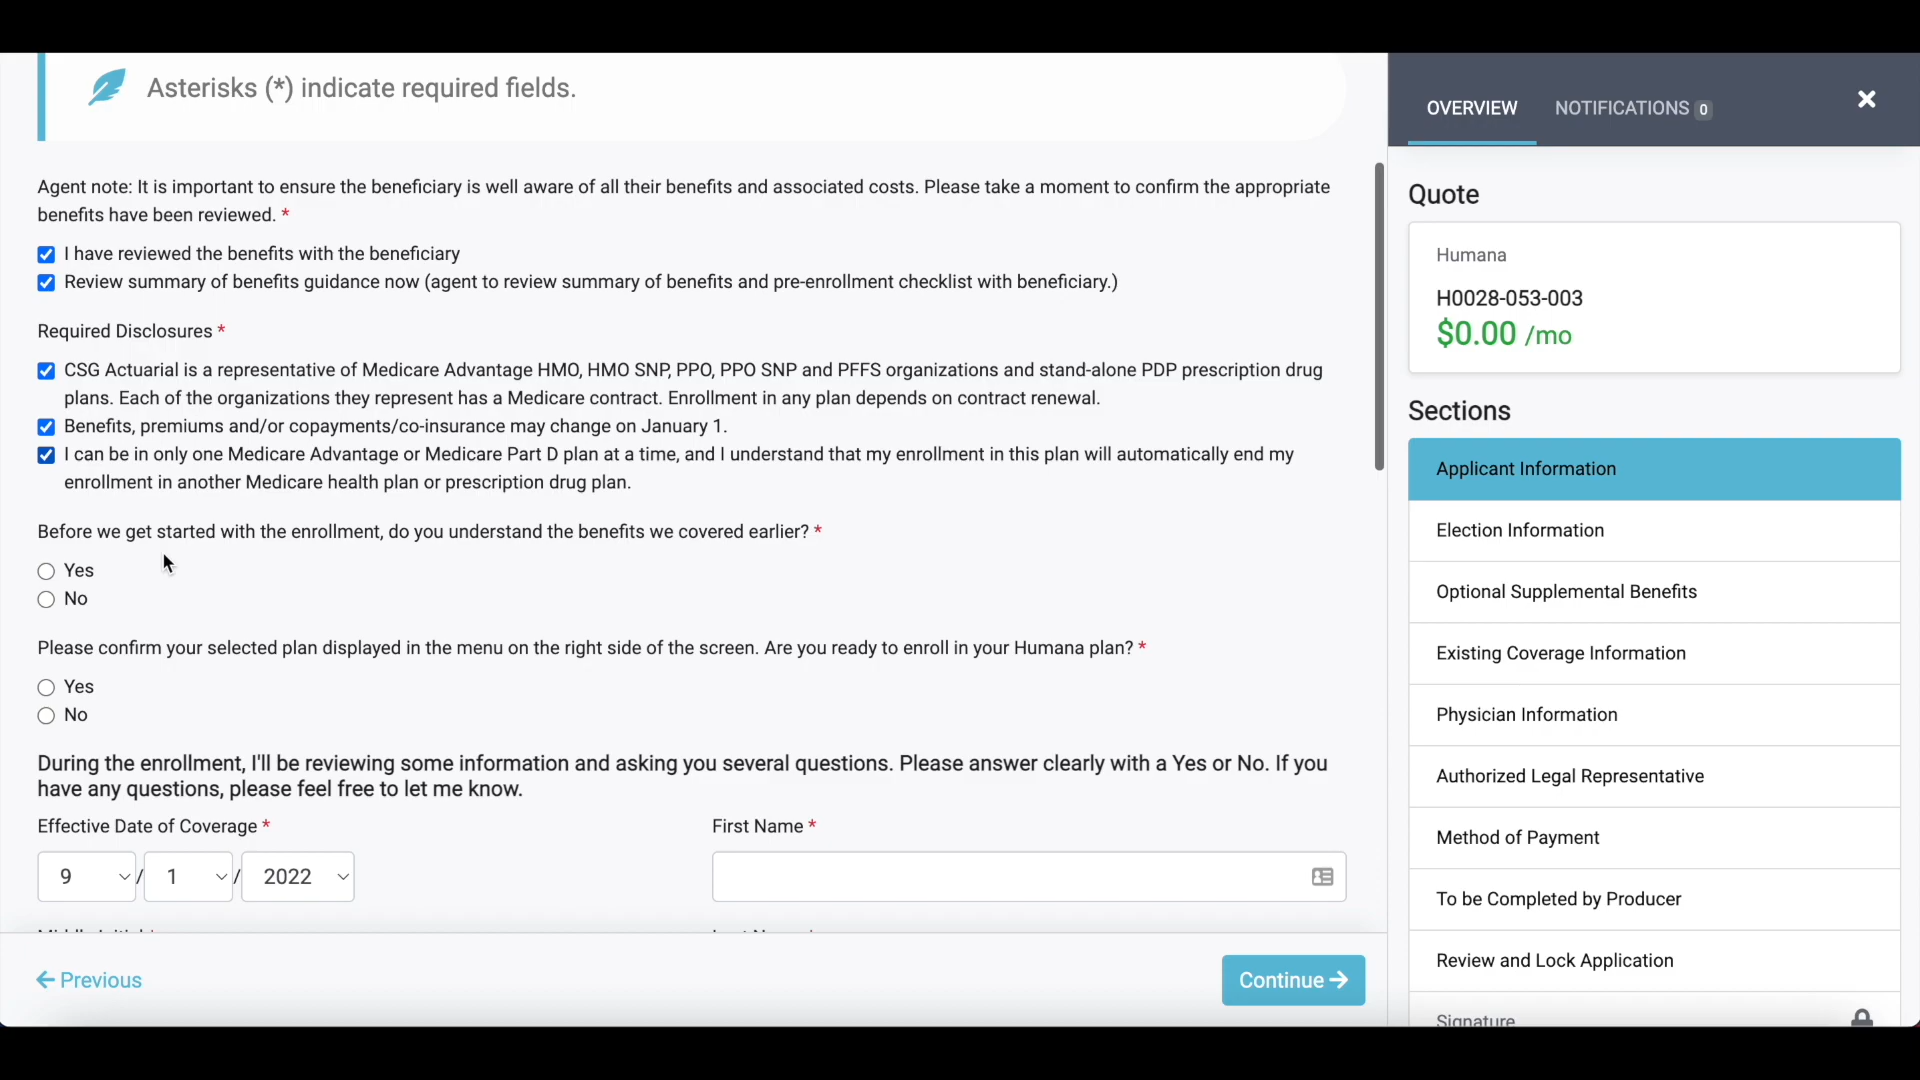 Asterisks (*) indicate required fields.
Agent note: It is important to ensure the beneficiary is well aware of all their benefits and associated costs. Please take a moment to confirm the appropriate
benefits have been reviewed. *
I have reviewed the benefits with the beneficiary
Review summary of benefits guidance now (agent to review summary of benefits and pre-enrollment checklist with beneficiary.)
Required Disclosures *
CSG Actuarial is a representative of Medicare Advantage HMO, HMO SNP, PPO, PPO SNP and PFFS organizations and stand-alone PDP prescription drug
plans. Each of the organizations they represent has a Medicare contract. Enrollment in any plan depends on contract renewal.
Benefits, premiums and/or copayments/co-insurance may change on January 1.
I can be in only one Medicare Advantage or Medicare Part D plan at a time, and I understand that my enrollment in this plan will automatically end my
enrollment in another Medicare health plan or prescription drug plan.
Before we get started with the enrollment, do you understand the benefits we covered earlier? *
Yes
No
Please confirm your selected plan displayed in the menu on the right side of the screen. Are you ready to enroll in your Humana plan? *
Yes
No
During the enrollment, I'll be reviewing some information and asking you several questions. Please answer clearly with a Yes or No. If you
have any questions, please feel free to let me know.
Effective Date of Coverage *
9 / 1 / 2022
First Name *
Previous
Continue
OVERVIEW NOTIFICATIONS 0
Quote
Humana
H0028-053-003
$0.00 /mo
Sections
Applicant Information
Election Information
Optional Supplemental Benefits
Existing Coverage Information
Physician Information
Authorized Legal Representative
Method of Payment
To be Completed by Producer
Review and Lock Application
Signature